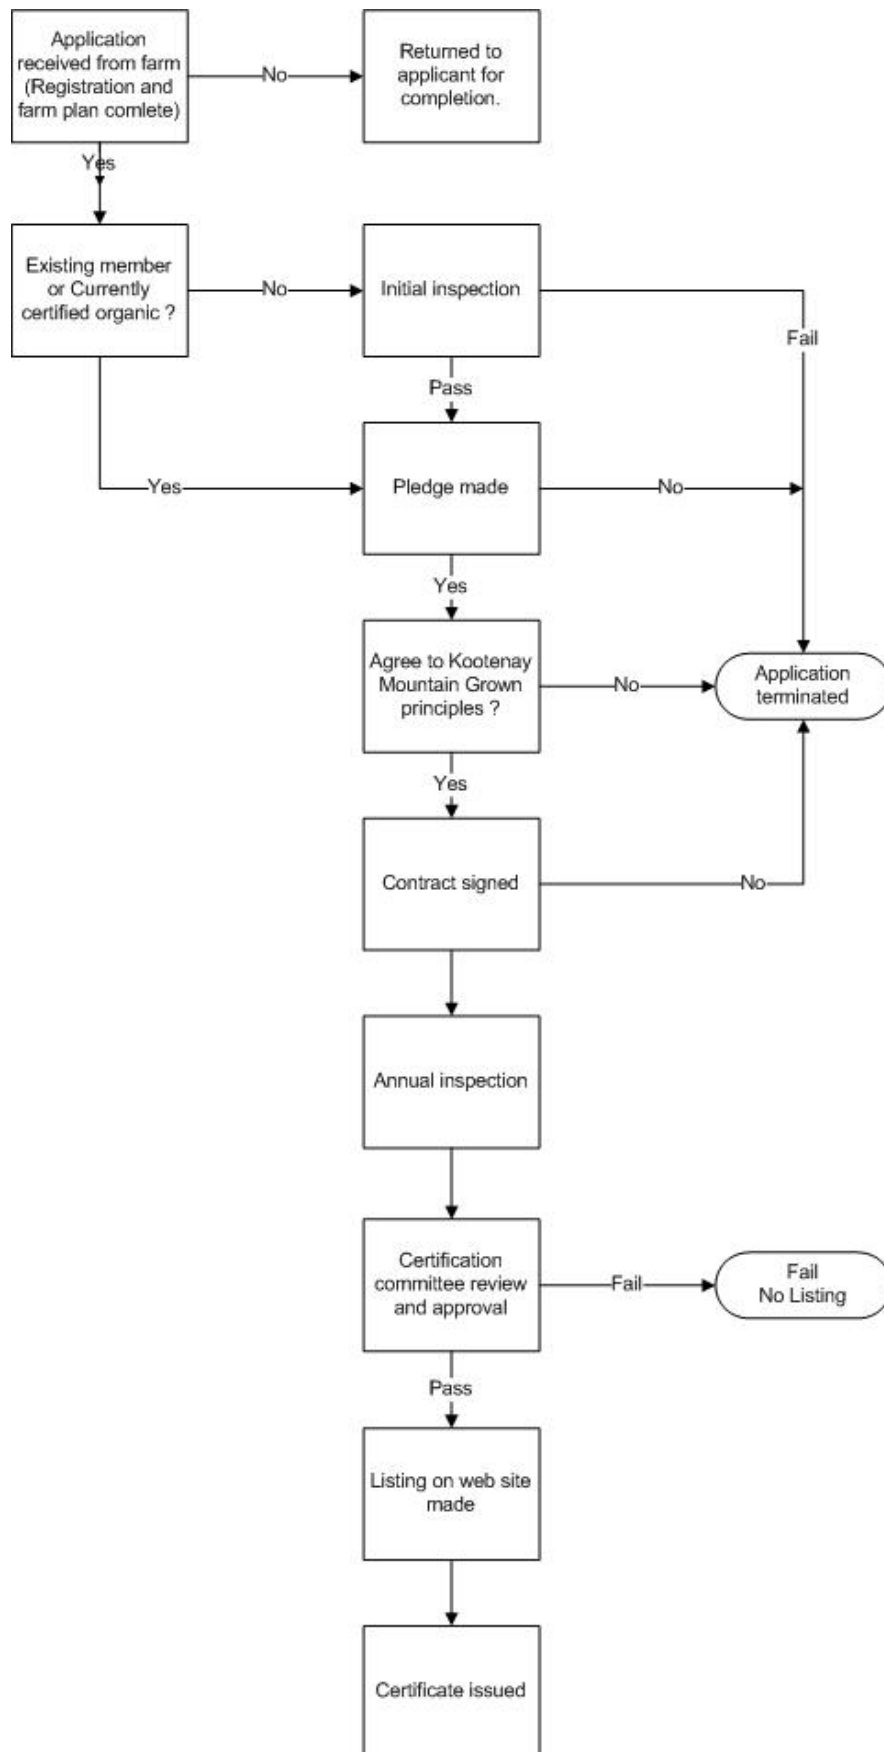 Application
received from farm
(Registration and
farm plan comlete)
No
Returned to
applicant for
completion.
Yes
Existing member
or Currently
certified organic ?
No
Initial inspection
Fail
Pass
Yes
Pledge made
No
Yes
Agree to Kootenay
Mountain Grown
principles ?
No
Application
terminated
Yes
Contract signed
No
Annual inspection
Certification
committee review
and approval
Fail
Fail
No Listing
Pass
Listing on web site
made
Certificate issued